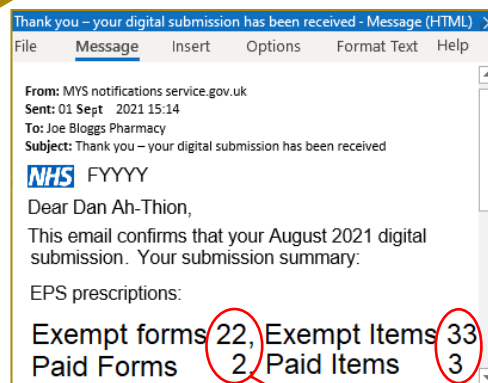 Thank you – your digital submission has been received - Message (HTML)
File Message Insert Options Format Text Help
From: MYS notifications service.gov.uk
Sent: 01 Sept 2021 15:14
To: Joe Bloggs Pharmacy
Subject: Thank you – your digital submission has been received
NHS FYYYY
Dear Dan Ah-Thion,
This email confirms that your August 2021 digital
submission. Your submission summary:
EPS prescriptions:
Exempt forms 22, Exempt Items 33
Paid Forms 2, Paid Items 3